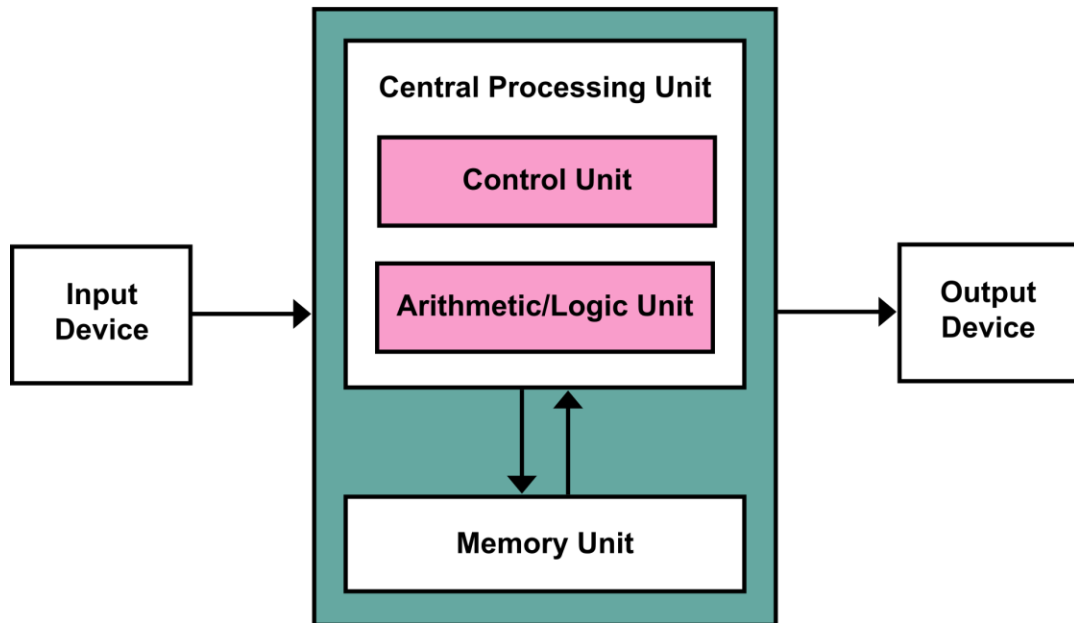 Central Processing Unit
Control Unit
Arithmetic/Logic Unit
Input
Device
Output
Device
Memory Unit